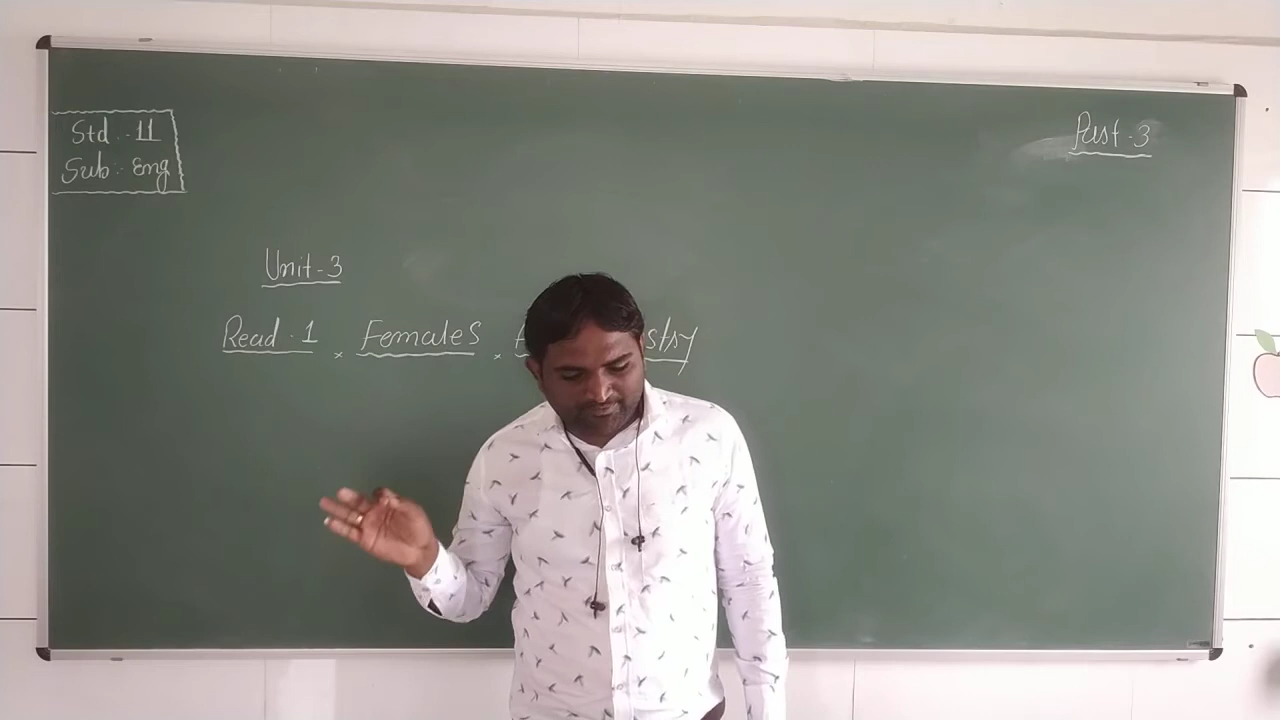 Std :- 11
Sub :- Eng
Part - 3
Unit - 3
Read . 1 × Females ×